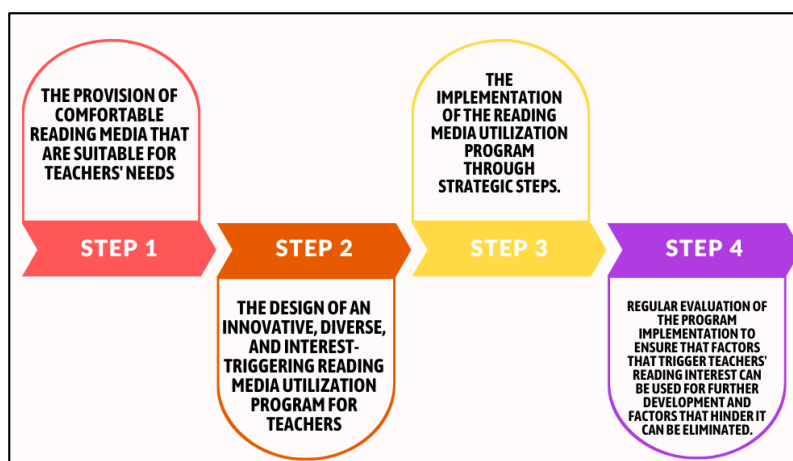 THE PROVISION OF
COMFORTABLE
READING MEDIA THAT
ARE SUITABLE FOR
TEACHERS' NEEDS
STEP 1
STEP 2
THE DESIGN OF AN
INNOVATIVE, DIVERSE,
AND INTEREST-
TRIGGERING READING
MEDIA UTILIZATION
PROGRAM FOR
TEACHERS
THE
IMPLEMENTATION
OF THE READING
MEDIA UTILIZATION
PROGRAM
THROUGH
STRATEGIC STEPS.
STEP 3
STEP 4
REGULAR EVALUATION OF
THE PROGRAM
IMPLEMENTATION TO
ENSURE THAT FACTORS
THAT TRIGGER TEACHERS'
READING INTEREST CAN
BE USED FOR FURTHER
DEVELOPMENT AND
FACTORS THAT HINDER IT
CAN BE ELIMINATED.